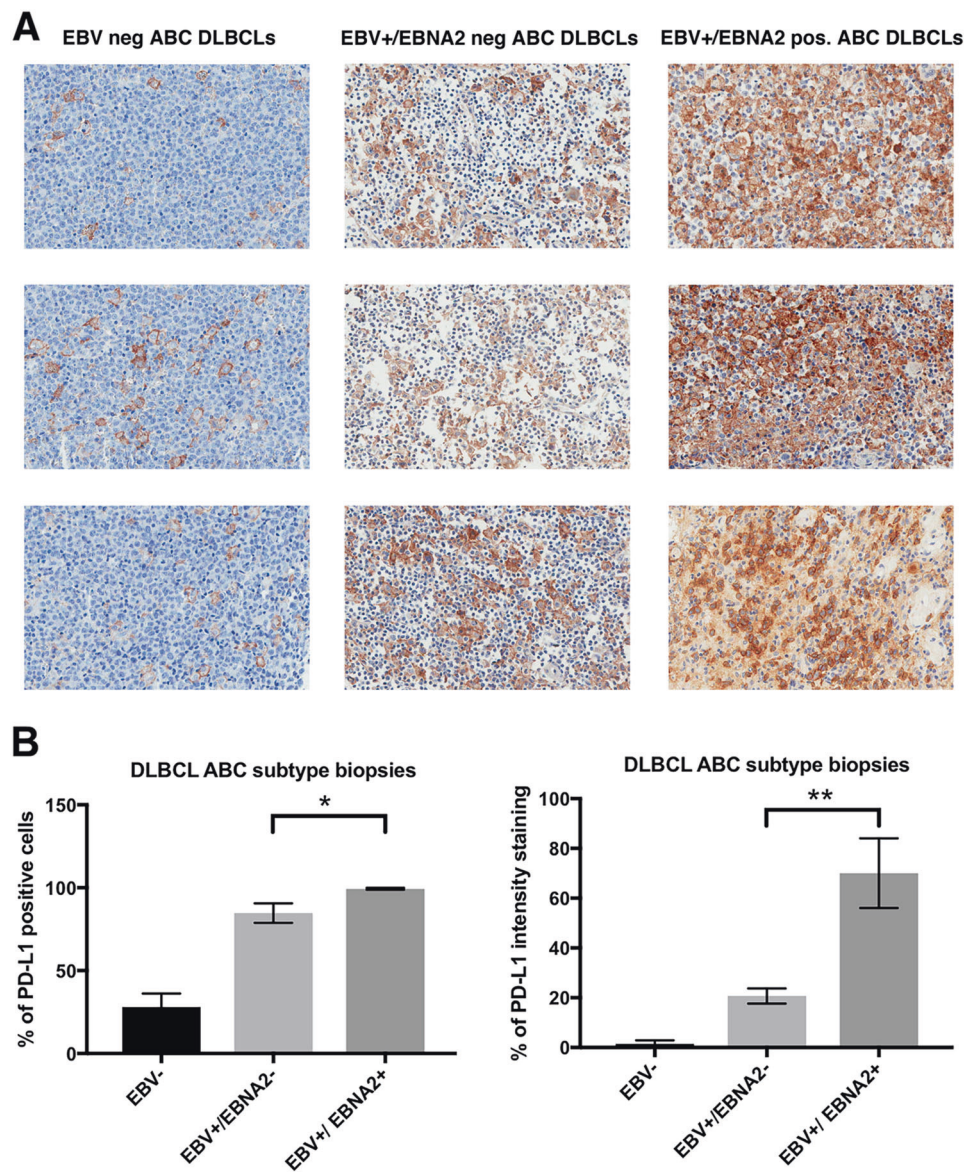 A
EBV neg ABC DLBCLs
EBV+/EBNA2 neg ABC DLBCLs
EBV+/EBNA2 pos. ABC DLBCLs
B
DLBCL ABC subtype biopsies
% of PD-L1 positive cells
150
100
50
0
*
EBV-
EBV+/EBNA2-
EBV+/ EBNA2+
DLBCL ABC subtype biopsies
% of PD-L1 intensity staining
100
80
60
40
20
0
**
EBV-
EBV+/EBNA2-
EBV+/ EBNA2+